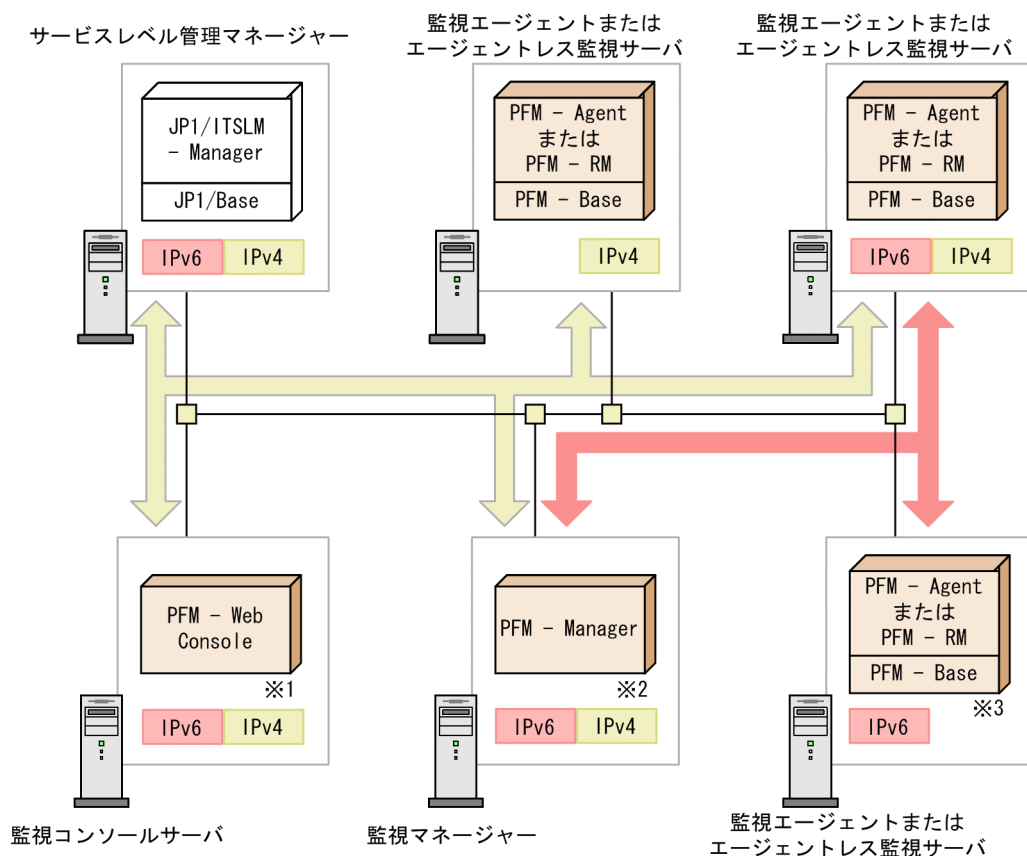 サービスレベル管理マネージャー
JP1/ITSLM
- Manager
JP1/Base
IPv6
IPv4
監視エージェントまたは
エージェントレス監視サーバ
PFM - Agent
または
PFM - RM
PFM - Base
IPv4
監視エージェントまたは
エージェントレス監視サーバ
PFM - Agent
または
PFM - RM
PFM - Base
IPv6
IPv4
PFM - Web
Console
※1
IPv6
IPv4
監視コンソールサーバ
PFM - Manager
※2
IPv6
IPv4
監視マネージャー
PFM - Agent
または
PFM - RM
PFM - Base
※3
IPv6
監視エージェントまたは
エージェントレス監視サーバ